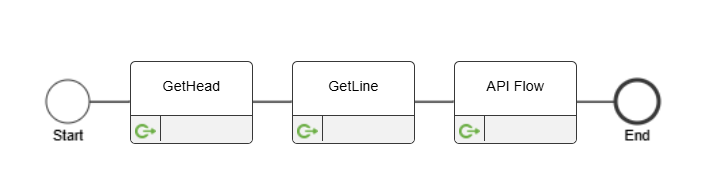 GetHead
GetLine
API Flow
Start
End